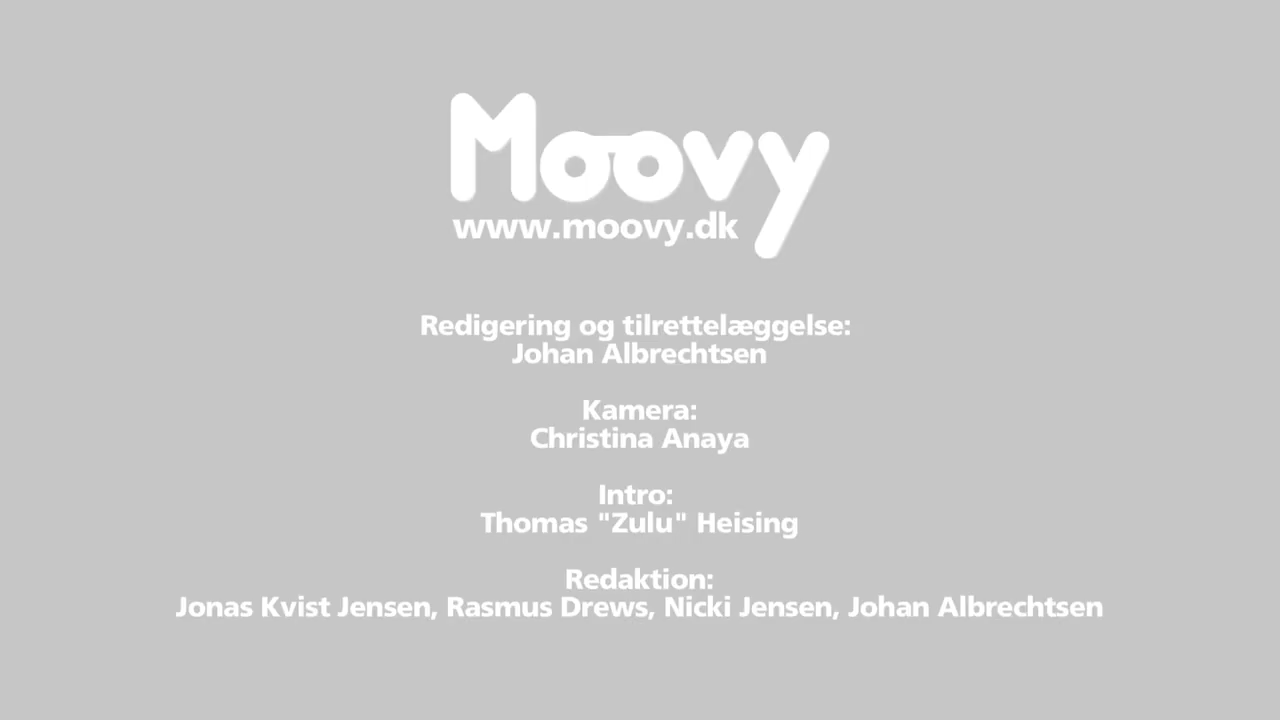 Moovy
www.moovy.dk
Redigering og tilrettelæggelse:
Johan Albrechtsen
Kamera:
Christina Anaya
Intro:
Thomas "Zulu" Heising
Redaktion:
Jonas Kvist Jensen, Rasmus Drews, Nicki Jensen, Johan Albrechtsen